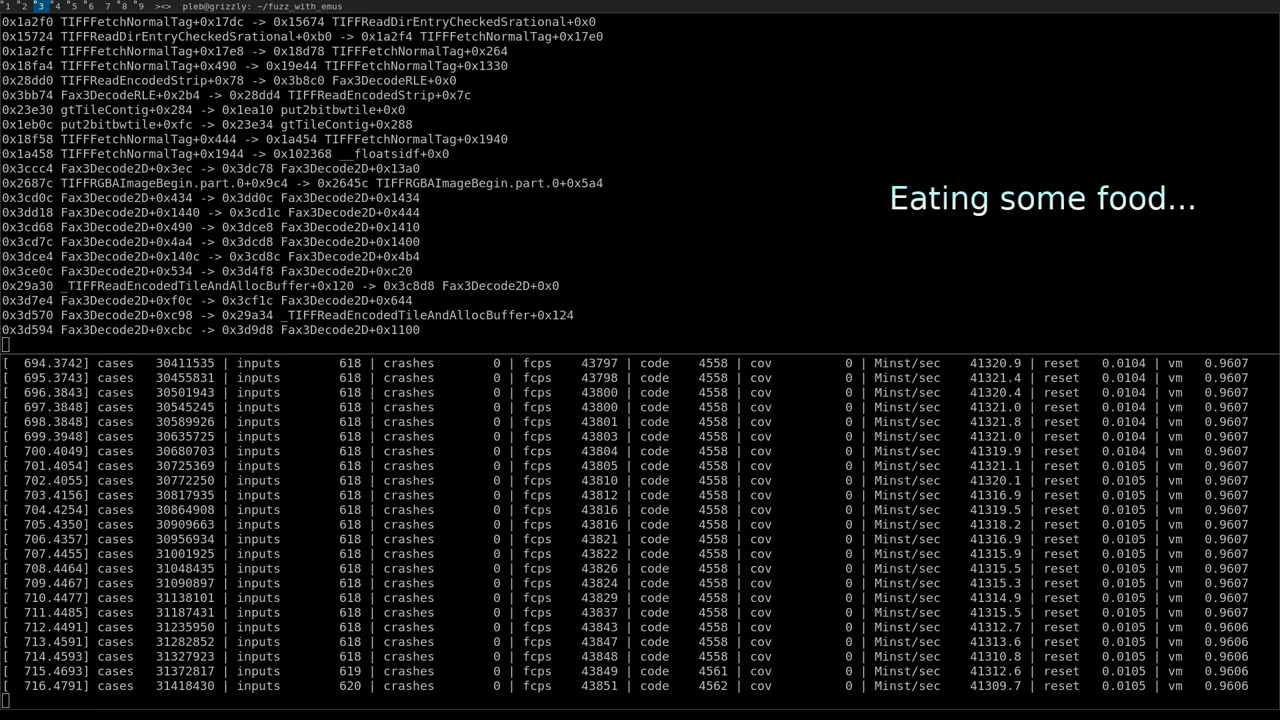 1 2 3 4 5 6 7 8 9 ><> pleb@grizzly: ~/fuzz_with_emus
0x1a2f0 TIFFFetchNormalTag+0x17dc -> 0x15674 TIFFReadDirEntryCheckedSrational+0x0
0x15724 TIFFReadDirEntryCheckedSrational+0xb0 -> 0x1a2f4 TIFFFetchNormalTag+0x17e0
0x1a2fc TIFFFetchNormalTag+0x17e8 -> 0x18d78 TIFFFetchNormalTag+0x264
0x18fa4 TIFFFetchNormalTag+0x490 -> 0x19e44 TIFFFetchNormalTag+0x1330
0x28dd0 TIFFReadEncodedStrip+0x78 -> 0x3b8c0 Fax3DecodeRLE+0x0
0x3bb74 Fax3DecodeRLE+0x2b4 -> 0x28dd4 TIFFReadEncodedStrip+0x7c
0x23e30 gtTileContig+0x284 -> 0x1ea10 put2bitbwtile+0x0
0x1eb0c put2bitbwtile+0xfc -> 0x23e34 gtTileContig+0x288
0x18f58 TIFFFetchNormalTag+0x444 -> 0x1a454 TIFFFetchNormalTag+0x1940
0x1a458 TIFFFetchNormalTag+0x1944 -> 0x102368 __floatsidf+0x0
0x3ccc4 Fax3Decode2D+0x3ec -> 0x3dc78 Fax3Decode2D+0x13a0
0x2687c TIFFRGBAImageBegin.part.0+0x9c4 -> 0x2645c TIFFRGBAImageBegin.part.0+0x5a4
0x3cd0c Fax3Decode2D+0x434 -> 0x3dd0c Fax3Decode2D+0x1434
0x3dd18 Fax3Decode2D+0x1440 -> 0x3cd1c Fax3Decode2D+0x444
0x3cd68 Fax3Decode2D+0x490 -> 0x3dce8 Fax3Decode2D+0x1410
0x3cd7c Fax3Decode2D+0x4a4 -> 0x3dcd8 Fax3Decode2D+0x1400
0x3dce4 Fax3Decode2D+0x140c -> 0x3cd8c Fax3Decode2D+0x4b4
0x3ce0c Fax3Decode2D+0x534 -> 0x3d4f8 Fax3Decode2D+0xc20
0x29a30 _TIFFReadEncodedTileAndAllocBuffer+0x120 -> 0x3c8d8 Fax3Decode2D+0x0
0x3d7e4 Fax3Decode2D+0xf0c -> 0x3cf1c Fax3Decode2D+0x644
0x3d570 Fax3Decode2D+0xc98 -> 0x29a34 _TIFFReadEncodedTileAndAllocBuffer+0x124
0x3d594 Fax3Decode2D+0xcbc -> 0x3d9d8 Fax3Decode2D+0x1100
Eating some food...
[ 694.3742] cases 30411535 | inputs 618 | crashes 0 | fcps 43797 | code 4558 | cov 0 | Minst/sec 41320.9 | reset 0.0104 | vm 0.9607
[ 695.3743] cases 30455831 | inputs 618 | crashes 0 | fcps 43798 | code 4558 | cov 0 | Minst/sec 41321.4 | reset 0.0104 | vm 0.9607
[ 696.3843] cases 30501943 | inputs 618 | crashes 0 | fcps 43800 | code 4558 | cov 0 | Minst/sec 41320.4 | reset 0.0104 | vm 0.9607
[ 697.3848] cases 30545245 | inputs 618 | crashes 0 | fcps 43800 | code 4558 | cov 0 | Minst/sec 41321.0 | reset 0.0104 | vm 0.9607
[ 698.3848] cases 30589926 | inputs 618 | crashes 0 | fcps 43801 | code 4558 | cov 0 | Minst/sec 41321.8 | reset 0.0104 | vm 0.9607
[ 699.3948] cases 30635725 | inputs 618 | crashes 0 | fcps 43803 | code 4558 | cov 0 | Minst/sec 41321.0 | reset 0.0104 | vm 0.9607
[ 700.4049] cases 30680703 | inputs 618 | crashes 0 | fcps 43804 | code 4558 | cov 0 | Minst/sec 41319.9 | reset 0.0104 | vm 0.9607
[ 701.4054] cases 30725369 | inputs 618 | crashes 0 | fcps 43805 | code 4558 | cov 0 | Minst/sec 41321.1 | reset 0.0105 | vm 0.9607
[ 702.4055] cases 30772250 | inputs 618 | crashes 0 | fcps 43810 | code 4558 | cov 0 | Minst/sec 41320.1 | reset 0.0105 | vm 0.9607
[ 703.4156] cases 30817935 | inputs 618 | crashes 0 | fcps 43812 | code 4558 | cov 0 | Minst/sec 41316.9 | reset 0.0105 | vm 0.9607
[ 704.4254] cases 30864908 | inputs 618 | crashes 0 | fcps 43816 | code 4558 | cov 0 | Minst/sec 41319.5 | reset 0.0105 | vm 0.9607
[ 705.4350] cases 30909663 | inputs 618 | crashes 0 | fcps 43816 | code 4558 | cov 0 | Minst/sec 41318.2 | reset 0.0105 | vm 0.9607
[ 706.4357] cases 30956934 | inputs 618 | crashes 0 | fcps 43821 | code 4558 | cov 0 | Minst/sec 41316.9 | reset 0.0105 | vm 0.9607
[ 707.4455] cases 31001925 | inputs 618 | crashes 0 | fcps 43822 | code 4558 | cov 0 | Minst/sec 41315.9 | reset 0.0105 | vm 0.9607
[ 708.4464] cases 31048435 | inputs 618 | crashes 0 | fcps 43826 | code 4558 | cov 0 | Minst/sec 41315.5 | reset 0.0105 | vm 0.9607
[ 709.4467] cases 31090897 | inputs 618 | crashes 0 | fcps 43824 | code 4558 | cov 0 | Minst/sec 41315.3 | reset 0.0105 | vm 0.9607
[ 710.4477] cases 31138101 | inputs 618 | crashes 0 | fcps 43829 | code 4558 | cov 0 | Minst/sec 41314.9 | reset 0.0105 | vm 0.9607
[ 711.4485] cases 31187431 | inputs 618 | crashes 0 | fcps 43837 | code 4558 | cov 0 | Minst/sec 41315.5 | reset 0.0105 | vm 0.9607
[ 712.4491] cases 31235950 | inputs 618 | crashes 0 | fcps 43843 | code 4558 | cov 0 | Minst/sec 41312.7 | reset 0.0105 | vm 0.9606
[ 713.4591] cases 31282852 | inputs 618 | crashes 0 | fcps 43847 | code 4558 | cov 0 | Minst/sec 41313.6 | reset 0.0105 | vm 0.9606
[ 714.4593] cases 31327923 | inputs 618 | crashes 0 | fcps 43848 | code 4558 | cov 0 | Minst/sec 41310.8 | reset 0.0105 | vm 0.9606
[ 715.4693] cases 31372817 | inputs 619 | crashes 0 | fcps 43849 | code 4561 | cov 0 | Minst/sec 41312.6 | reset 0.0105 | vm 0.9606
[ 716.4791] cases 31418430 | inputs 620 | crashes 0 | fcps 43851 | code 4562 | cov 0 | Minst/sec 41309.7 | reset 0.0105 | vm 0.9606